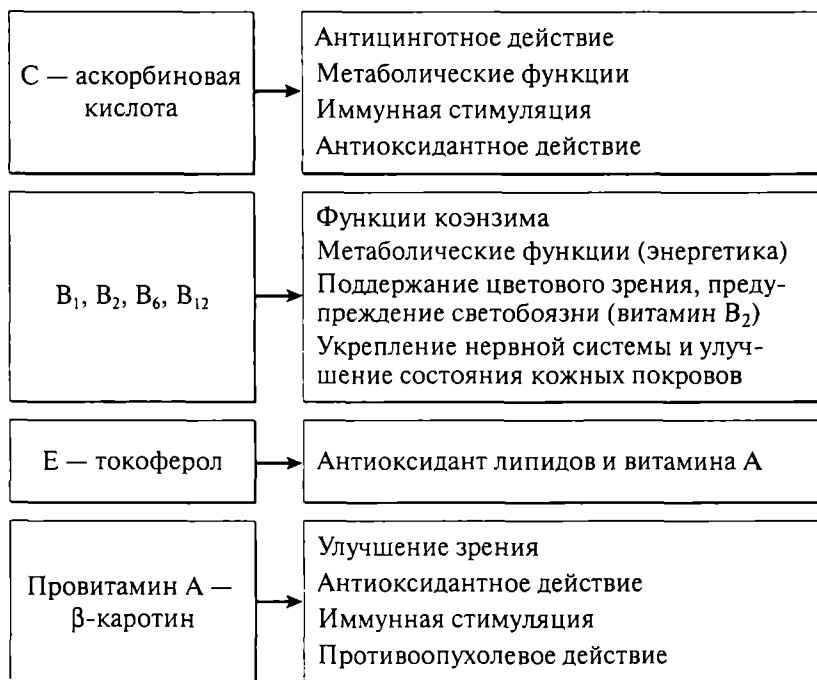 С — аскорбиновая
кислота
Антицинготное действие
Метаболические функции
Иммунная стимуляция
Антиоксидантное действие
B₁, B₂, B₆, B₁₂
Функции коэнзима
Метаболические функции (энергетика)
Поддержание цветового зрения, преду-
преждение светобоязни (витамин B₂)
Укрепление нервной системы и улуч-
шение состояния кожных покровов
Е — токоферол
Антиоксидант липидов и витамина А
Провитамин А —
β-каротин
Улучшение зрения
Антиоксидантное действие
Иммунная стимуляция
Противоопухолевое действие